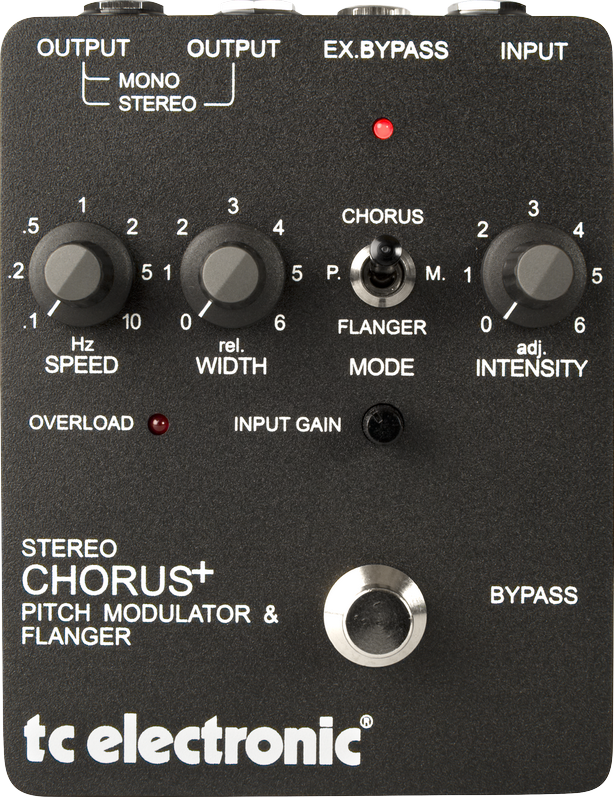 OUTPUT OUTPUT EX.BYPASS INPUT
MONO
STEREO
CHORUS
P. M.
FLANGER
.1 .2 .5 1 2 5 10
0 1 2 3 4 5 6
0 1 2 3 4 5 6
Hz rel. adj.
SPEED WIDTH MODE INTENSITY
OVERLOAD INPUT GAIN
STEREO
CHORUS+
PITCH MODULATOR &
FLANGER
BYPASS
tc electronic®